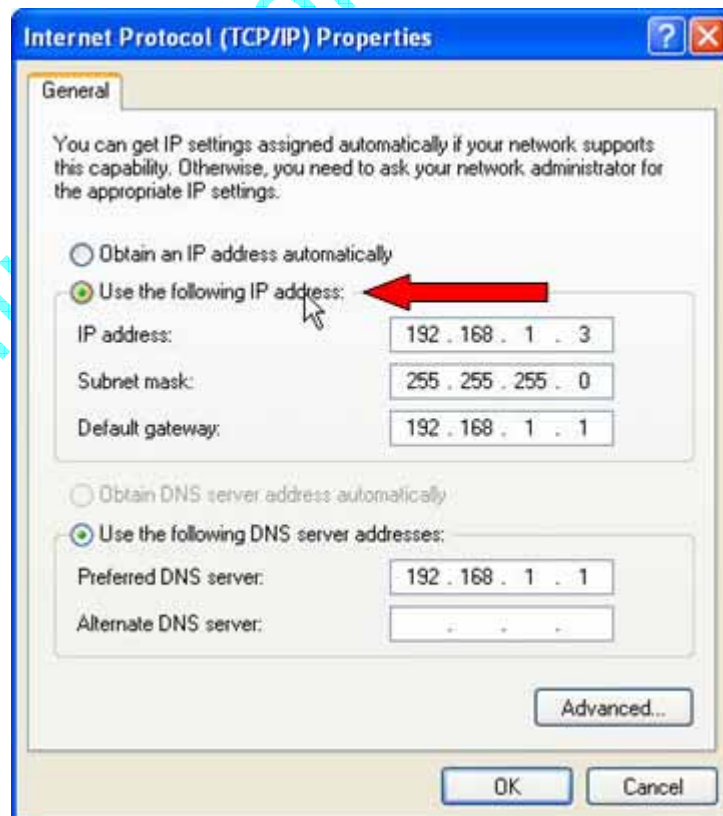 Internet Protocol (TCP/IP) Properties
General
You can get IP settings assigned automatically if your network supports
this capability. Otherwise, you need to ask your network administrator for
the appropriate IP settings.
Obtain an IP address automatically
Use the following IP address:
IP address: 192 . 168 . 1 . 3
Subnet mask: 255 . 255 . 255 . 0
Default gateway: 192 . 168 . 1 . 1
Obtain DNS server address automatically
Use the following DNS server addresses:
Preferred DNS server: 192 . 168 . 1 . 1
Alternate DNS server: . . .
Advanced...
OK Cancel